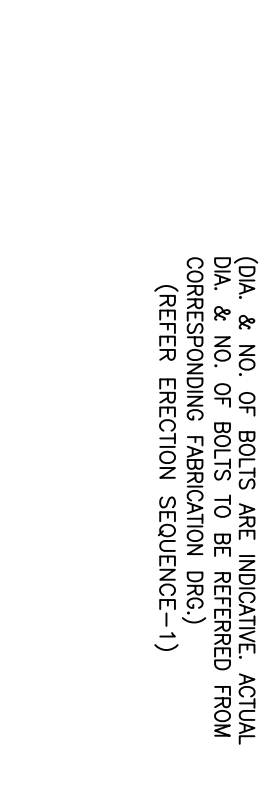 (DIA. & NO. OF BOLTS ARE INDICATIVE. ACTUAL
DIA. & NO. OF BOLTS TO BE REFERRED FROM
CORRESPONDING FABRICATION DRG.)
(REFER ERECTION SEQUENCE-1)